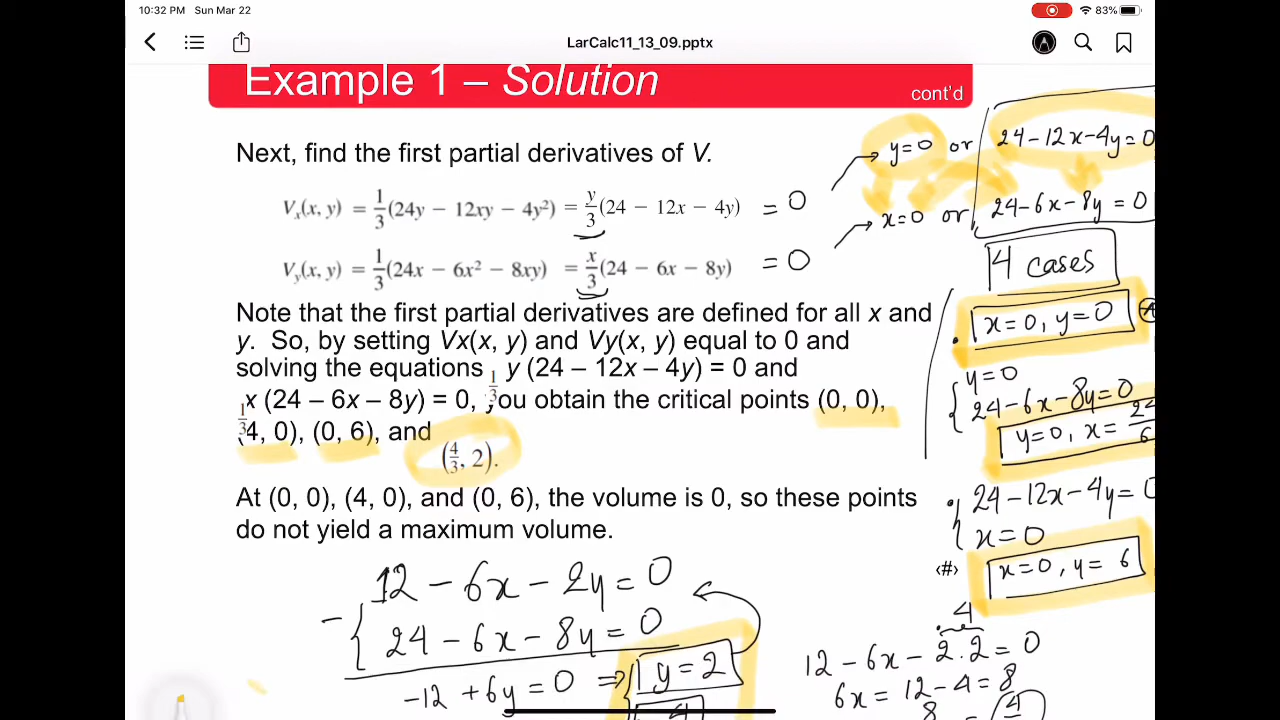 10:32 PM Sun Mar 22
83%
LarCalc11_13_09.pptx
Example 1 – Solution
cont'd
Next, find the first partial derivatives of V.
Vx(x, y) = 1/3(24y − 12xy − 4y²) = y/3(24 − 12x − 4y) = 0
Vy(x, y) = 1/3(24x − 6x² − 8xy) = x/3(24 − 6x − 8y) = 0
Note that the first partial derivatives are defined for all x and
y. So, by setting Vx(x, y) and Vy(x, y) equal to 0 and
solving the equations 1/3 y (24 – 12x – 4y) = 0 and
1/3 x (24 – 6x – 8y) = 0, you obtain the critical points (0, 0),
(4, 0), (0, 6), and
(4/3, 2).
At (0, 0), (4, 0), and (0, 6), the volume is 0, so these points
do not yield a maximum volume.
12 − 6x − 2y = 0
− 24 − 6x − 8y = 0
−12 + 6y = 0 ⇒ y = 2
4
y=0 or 24−12x−4y=0
x=0 or 24−6x−8y=0
4 cases
x=0, y=0
y=0
24−6x−8y=0
y=0, x=24/6
24−12x−4y=0
x=0
<#>
x=0, y=6
4
12 − 6x − 2·2 = 0
6x = 12−4 = 8
8 = 4